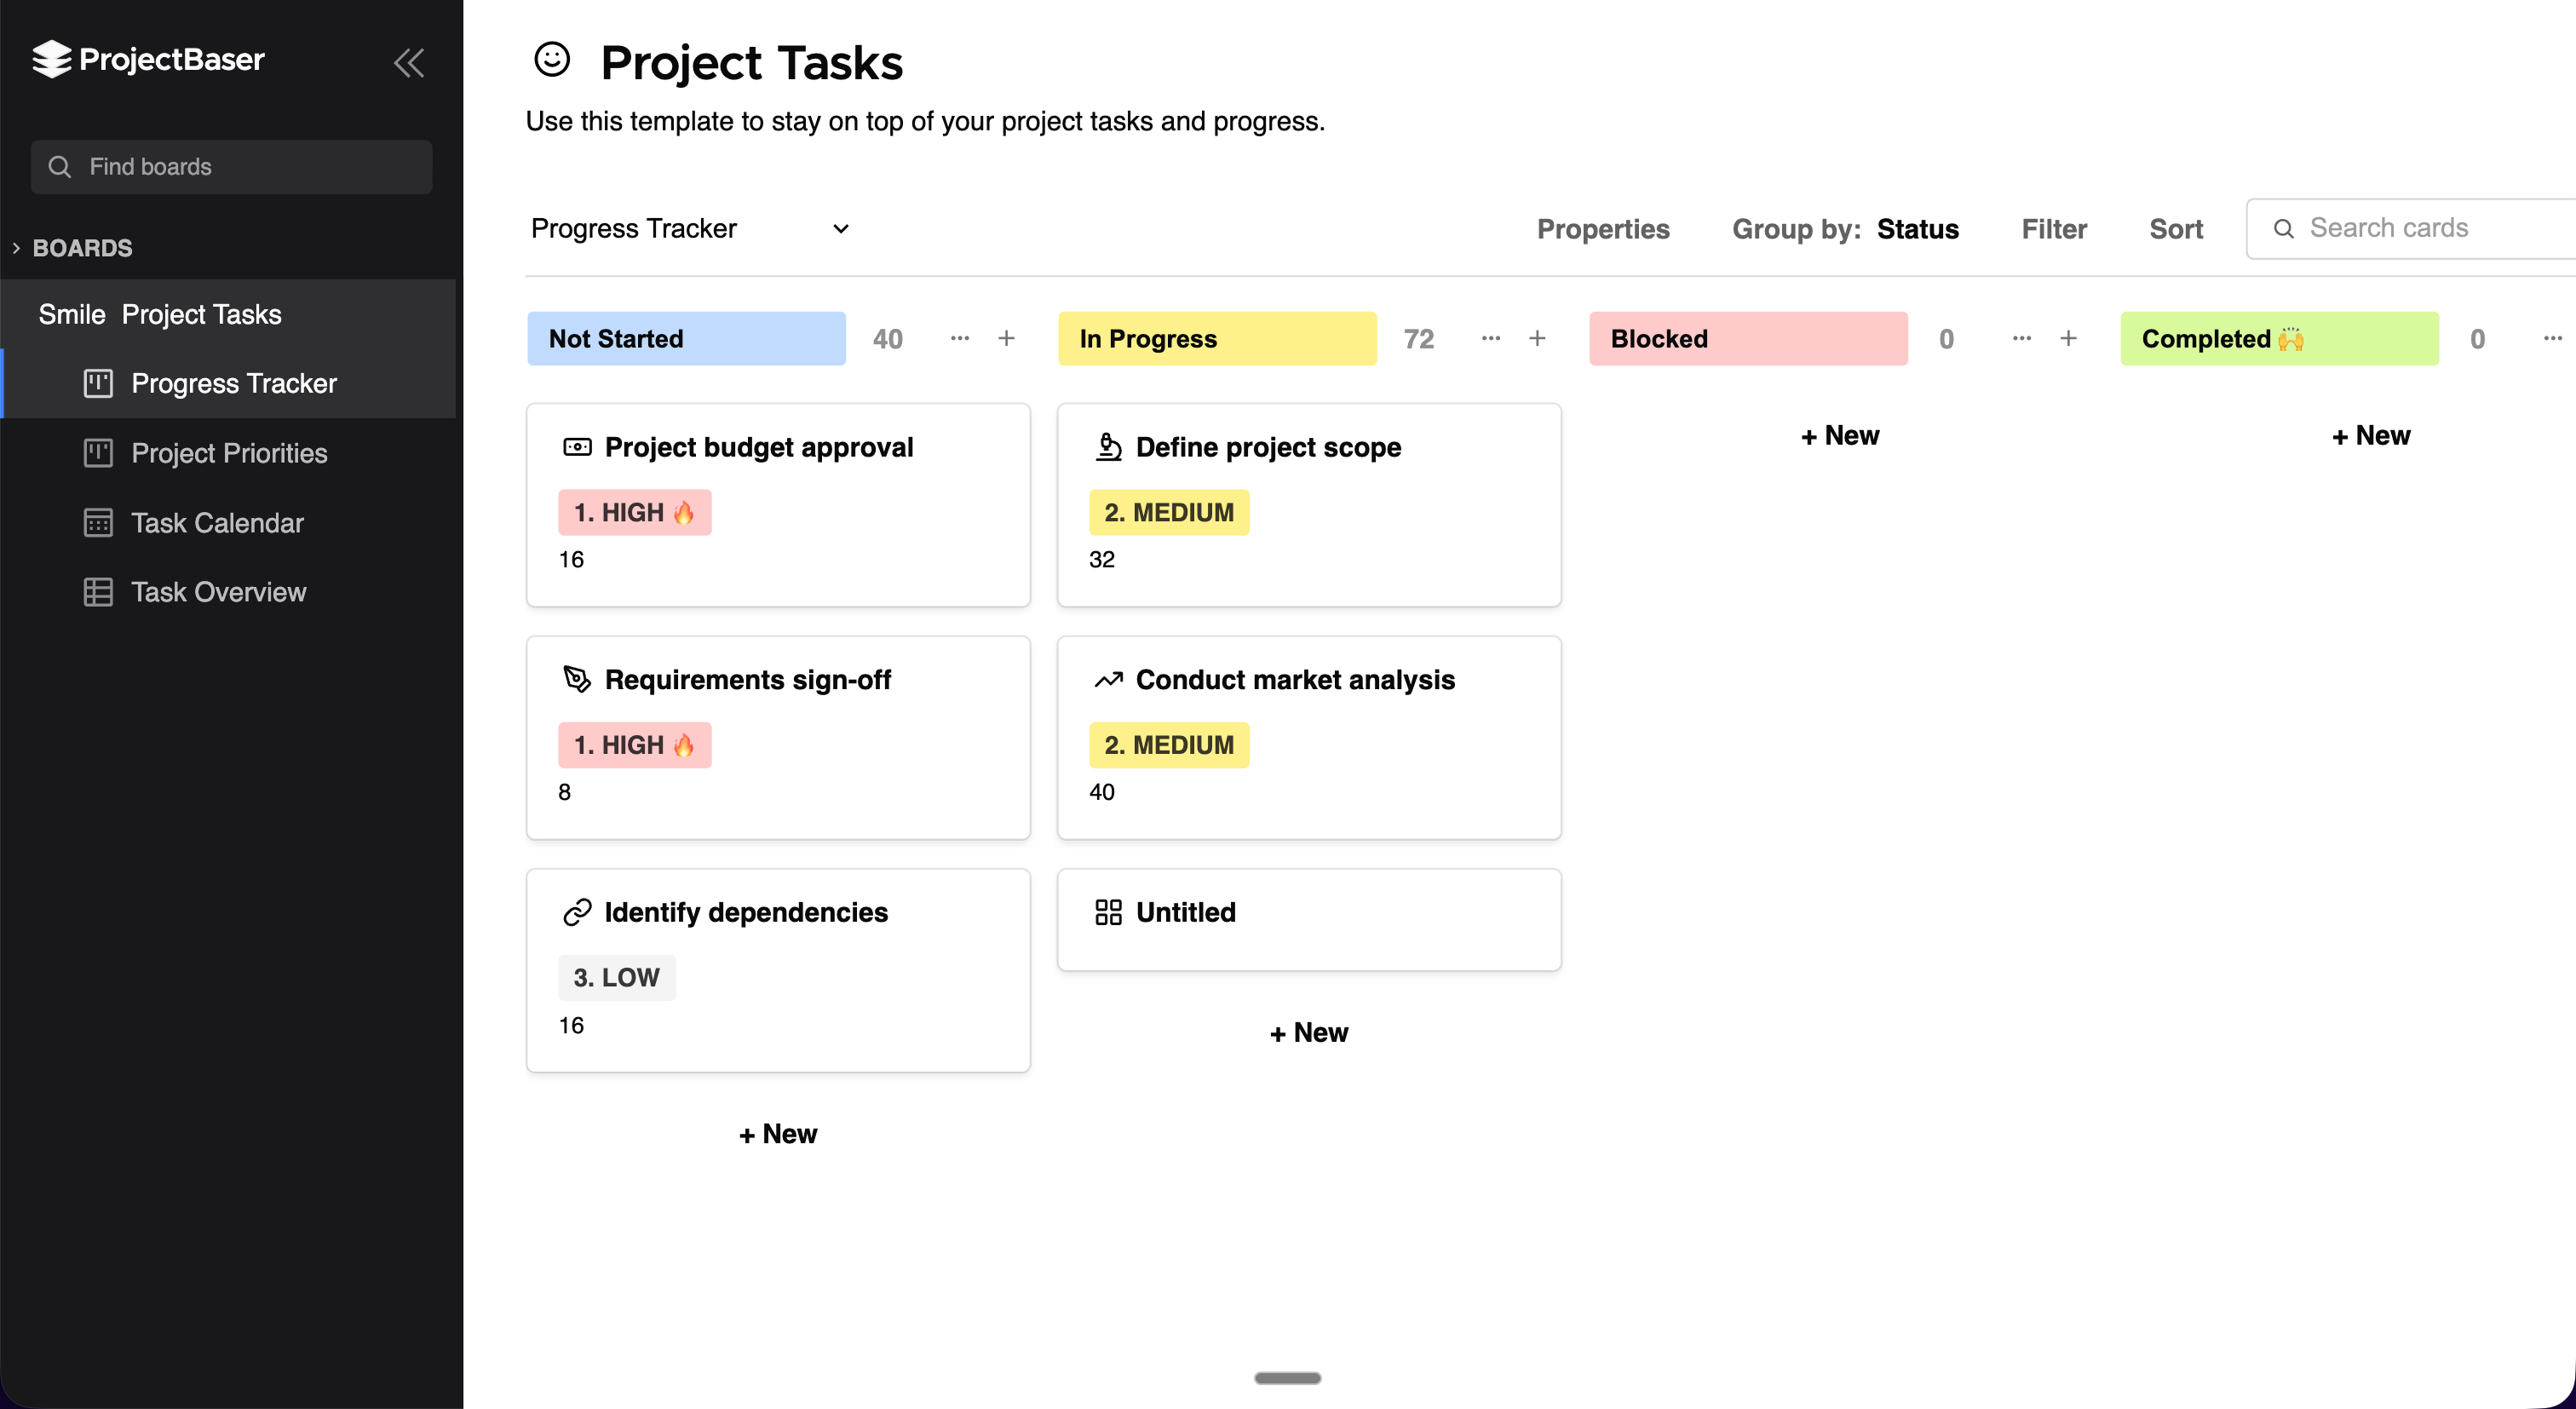 ProjectBaser
Find boards
BOARDS
Smile Project Tasks
Progress Tracker
Project Priorities
Task Calendar
Task Overview
Project Tasks
Use this template to stay on top of your project tasks and progress.
Progress Tracker
Properties
Group by: Status
Filter
Sort
Search cards
Not Started 40 ... +
In Progress 72 ... +
Blocked 0 ... +
Completed 🙌 0 ...
Project budget approval
1. HIGH 🔥
16
Requirements sign-off
1. HIGH 🔥
8
Identify dependencies
3. LOW
16
+ New
Define project scope
2. MEDIUM
32
Conduct market analysis
2. MEDIUM
40
Untitled
+ New
+ New
+ New